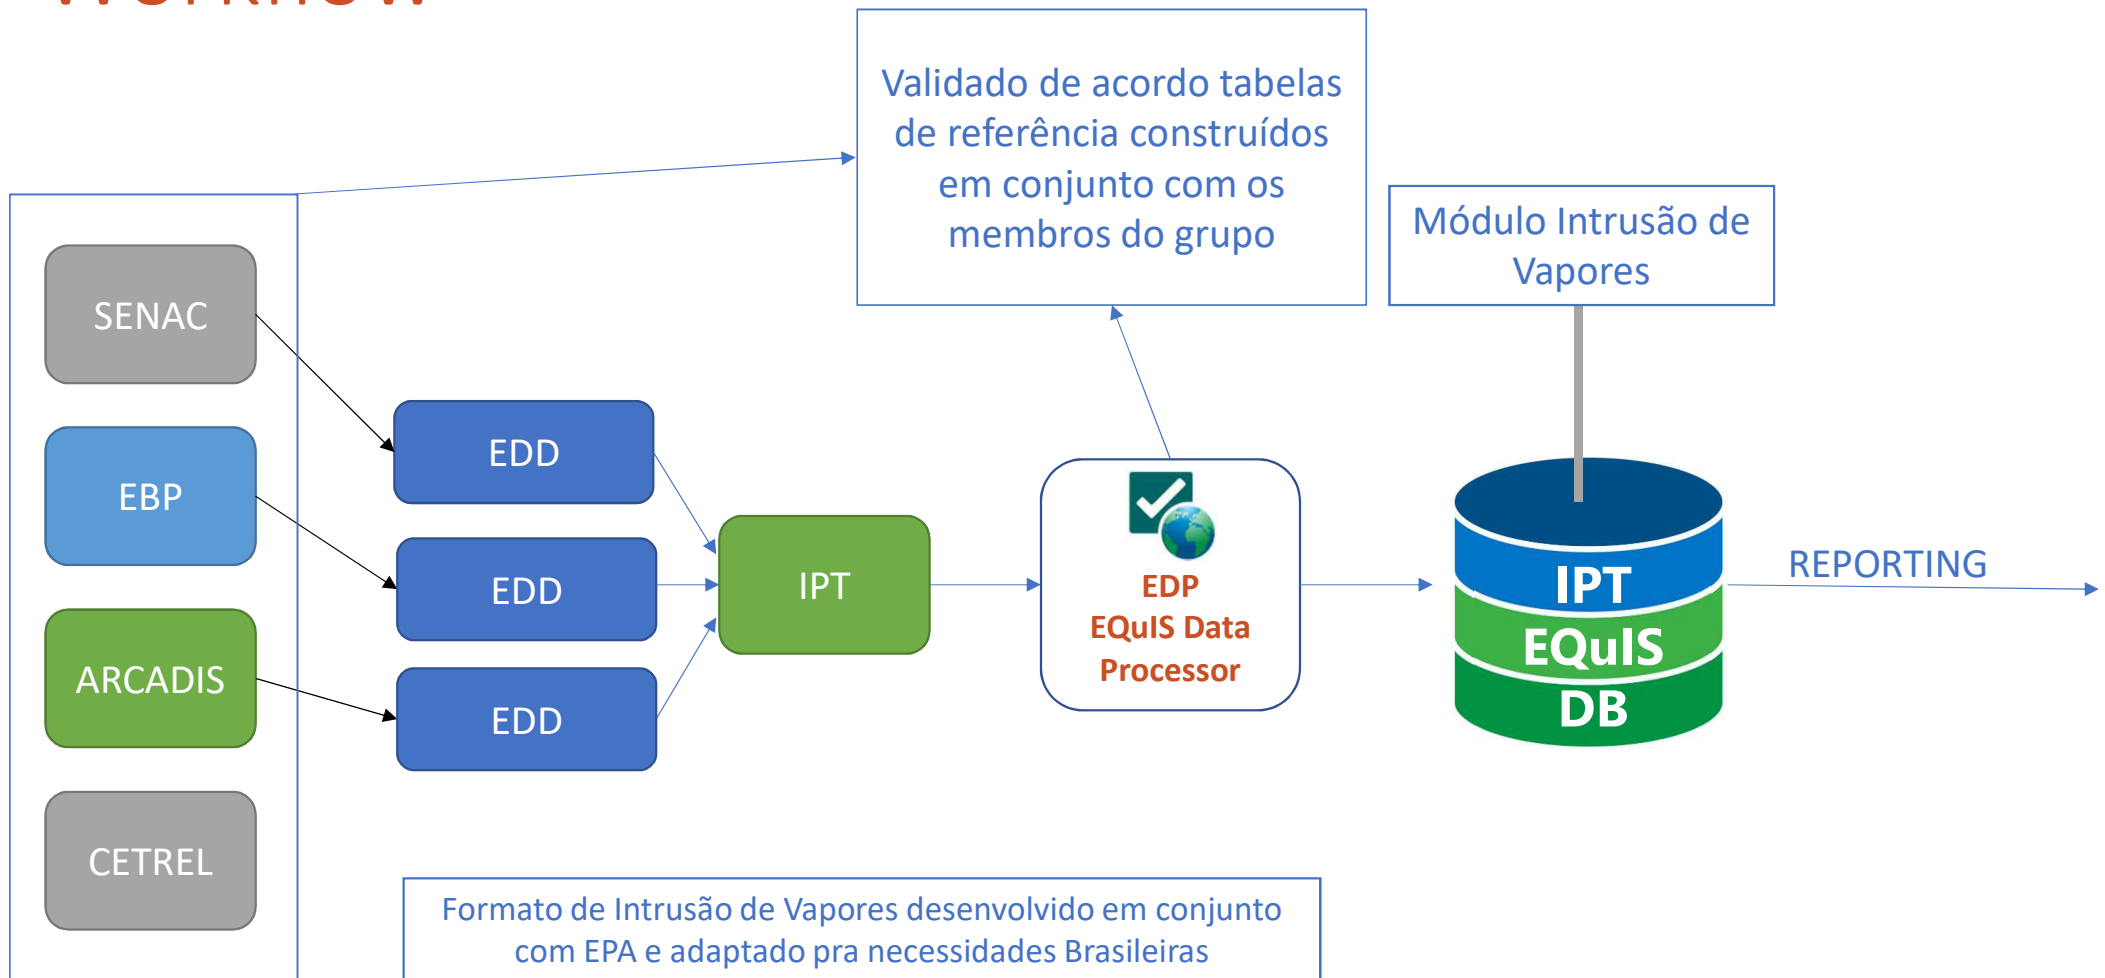 Workflow
Validado de acordo tabelas
de referência construídos
em conjunto com os
membros do grupo
Módulo Intrusão de
Vapores
SENAC
EBP
ARCADIS
CETREL
EDD
EDD
EDD
IPT
EDP
EQuIS Data
Processor
IPT
EQuIS
DB
REPORTING
Formato de Intrusão de Vapores desenvolvido em conjunto
com EPA e adaptado pra necessidades Brasileiras